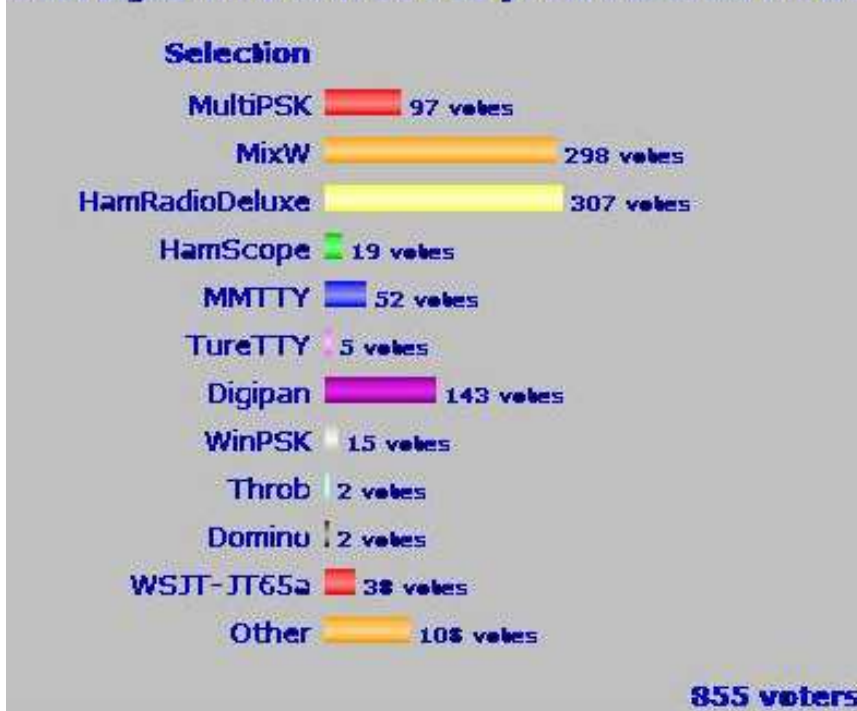 Selection
MultiPSK 97 votes
MixW 298 votes
HamRadioDeluxe 307 votes
HamScope 19 votes
MMTTY 52 votes
TureTTY 5 votes
Digipan 143 votes
WinPSK 15 votes
Throb 2 votes
Dominu 2 votes
WSJT-JT65a 38 votes
Other 108 votes
855 voters